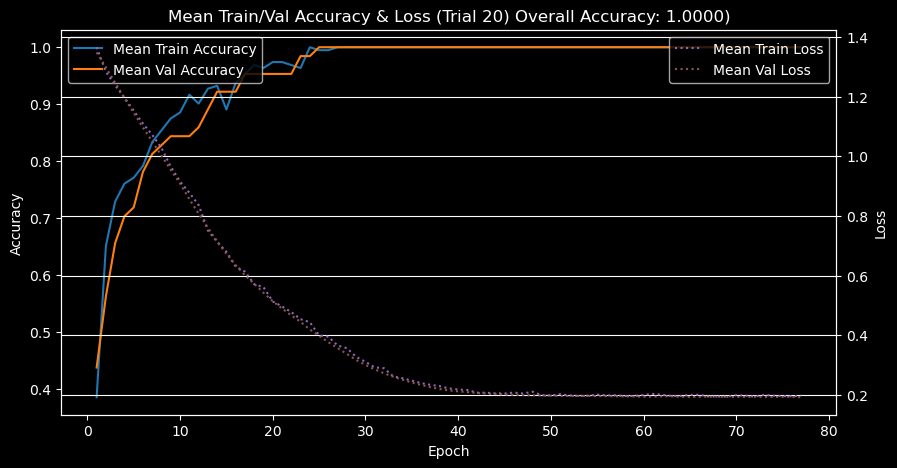 Mean Train/Val Accuracy & Loss (Trial 20) Overall Accuracy: 1.0000)
Mean Train Accuracy
Mean Val Accuracy
Mean Train Loss
Mean Val Loss
1.0
0.9
0.8
0.7
0.6
0.5
0.4
Accuracy
1.4
1.2
1.0
0.8
0.6
0.4
0.2
Loss
0 10 20 30 40 50 60 70 80
Epoch